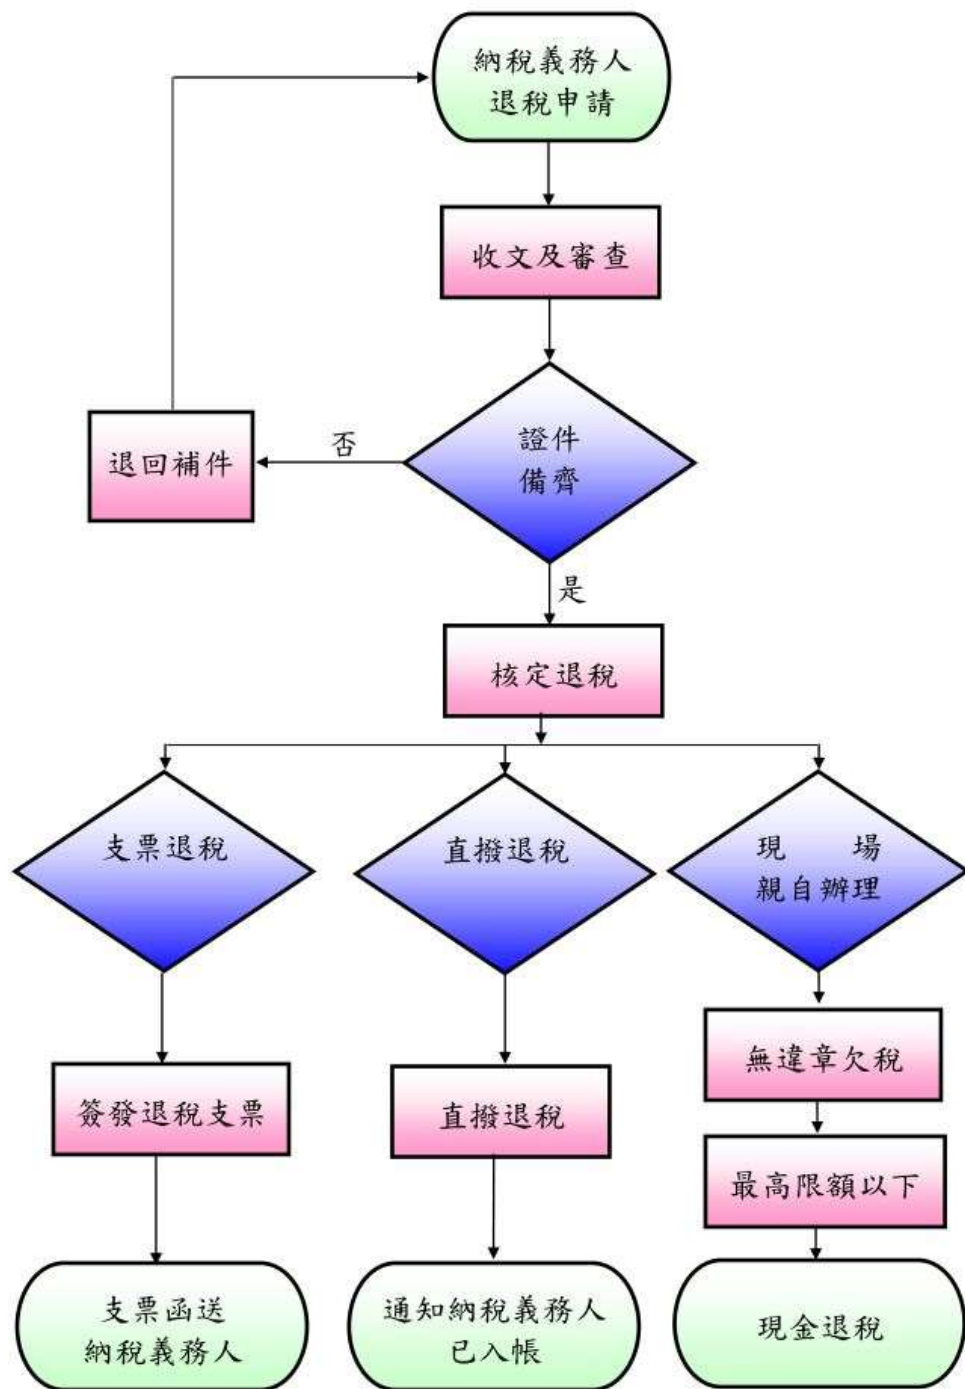 納稅義務人
退稅申請
收文及審查
證件
備齊
否
退回補件
是
核定退稅
支票退稅
直撥退稅
現 場
親自辦理
無違章欠稅
簽發退稅支票
直撥退稅
最高限額以下
支票函送
納稅義務人
通知納稅義務人
已入帳
現金退稅